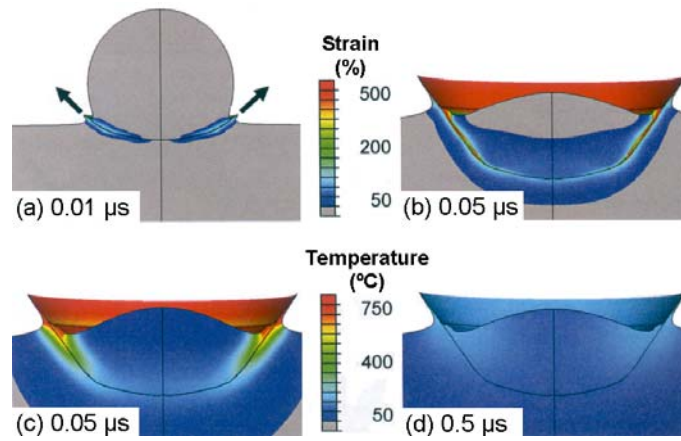 Strain
(%)
500
200
50
(a) 0.01 µs
(b) 0.05 µs
Temperature
(ºC)
750
400
50
(c) 0.05 µs
(d) 0.5 µs